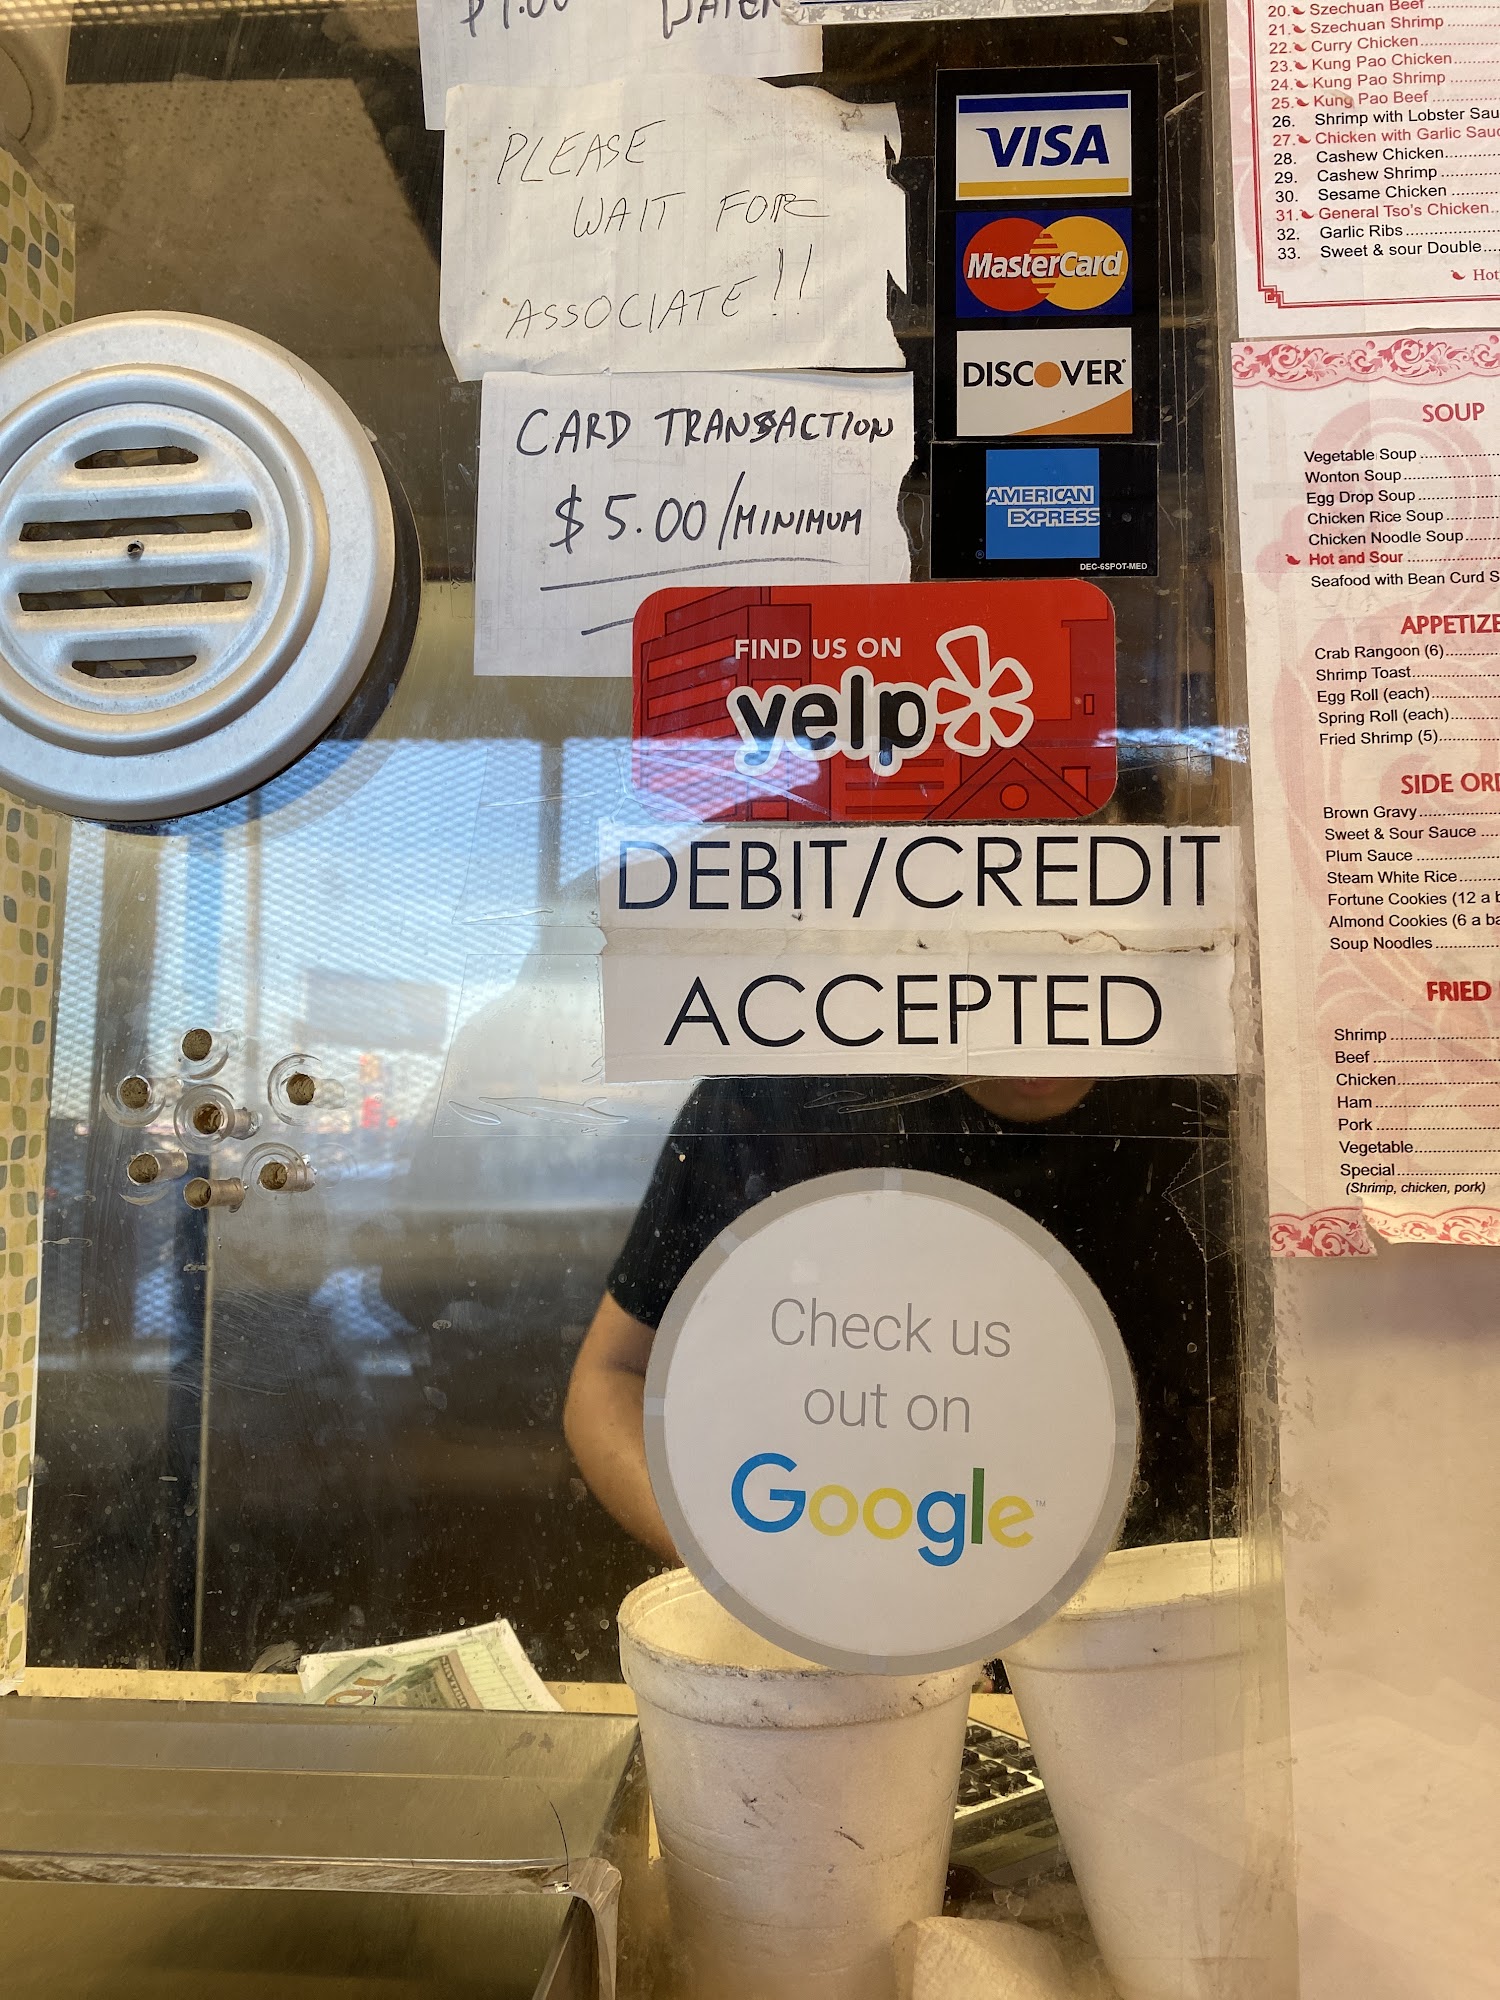 $1.00 WATER
PLEASE
WAIT FOR
ASSOCIATE!!
CARD TRANSACTION
$5.00/MINIMUM
VISA
MasterCard
DISCOVER
AMERICAN
EXPRESS
DEC-6SPOT-MED
FIND US ON
yelp
DEBIT/CREDIT
ACCEPTED
Check us
out on
Google™
20. Szechuan Beef
21. Szechuan Shrimp
22. Curry Chicken
23. Kung Pao Chicken
24. Kung Pao Shrimp
25. Kung Pao Beef
26. Shrimp with Lobster
27. Chicken with Garlic
28. Cashew Chicken
29. Cashew Shrimp
30. Sesame Chicken
31. General Tso's Chicken
32. Garlic Ribs
33. Sweet & sour Double
Hot
SOUP
Vegetable Soup
Wonton Soup
Egg Drop Soup
Chicken Rice Soup
Chicken Noodle Soup
Hot and Sour
Seafood with Bean Curd
APPETIZE
Crab Rangoon (6)
Shrimp Toast
Egg Roll (each)
Spring Roll (each)
Fried Shrimp (5)
SIDE
Brown Gravy
Sweet & Sour Sauce
Plum Sauce
Steam White Rice
Fortune Cookies (12 a
Almond Cookies (6 a
Soup Noodles
FRIED
Shrimp
Beef
Chicken
Ham
Pork
Vegetable
Special
(Shrimp, chicken, pork)